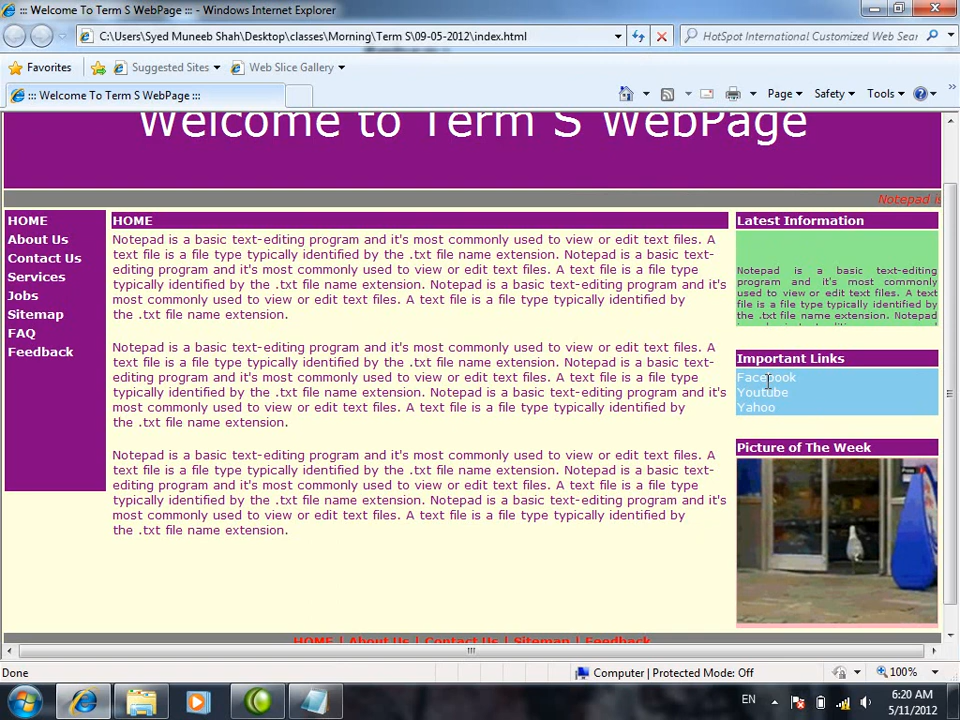 ::: Welcome To Term S WebPage ::: - Windows Internet Explorer
C:\Users\Syed Muneeb Shah\Desktop\classes\Morning\Term S\09-05-2012\index.html
HotSpot International Customized Web Sear
Favorites
Suggested Sites
Web Slice Gallery
::: Welcome To Term S WebPage :::
Page
Safety
Tools
Welcome to Term S WebPage
Notepad is
HOME
About Us
Contact Us
Services
Jobs
Sitemap
FAQ
Feedback
HOME
Notepad is a basic text-editing program and it's most commonly used to view or edit text files. A
text file is a file type typically identified by the .txt file name extension. Notepad is a basic text-
editing program and it's most commonly used to view or edit text files. A text file is a file type
typically identified by the .txt file name extension. Notepad is a basic text-editing program and it's
most commonly used to view or edit text files. A text file is a file type typically identified by
the .txt file name extension.
Notepad is a basic text-editing program and it's most commonly used to view or edit text files. A
text file is a file type typically identified by the .txt file name extension. Notepad is a basic text-
editing program and it's most commonly used to view or edit text files. A text file is a file type
typically identified by the .txt file name extension. Notepad is a basic text-editing program and it's
most commonly used to view or edit text files. A text file is a file type typically identified by
the .txt file name extension.
Notepad is a basic text-editing program and it's most commonly used to view or edit text files. A
text file is a file type typically identified by the .txt file name extension. Notepad is a basic text-
editing program and it's most commonly used to view or edit text files. A text file is a file type
typically identified by the .txt file name extension. Notepad is a basic text-editing program and it's
most commonly used to view or edit text files. A text file is a file type typically identified by
the .txt file name extension.
Latest Information
Notepad is a basic text-editing
program and it's most commonly
used to view or edit text files. A text
file is a file type typically identified
by the .txt file name extension. Notepad
Important Links
Facebook
Youtube
Yahoo
Picture of The Week
HOME | About Us | Contact Us | Sitemap | Feedback
Done
Computer | Protected Mode: Off
100%
EN
6:20 AM
5/11/2012